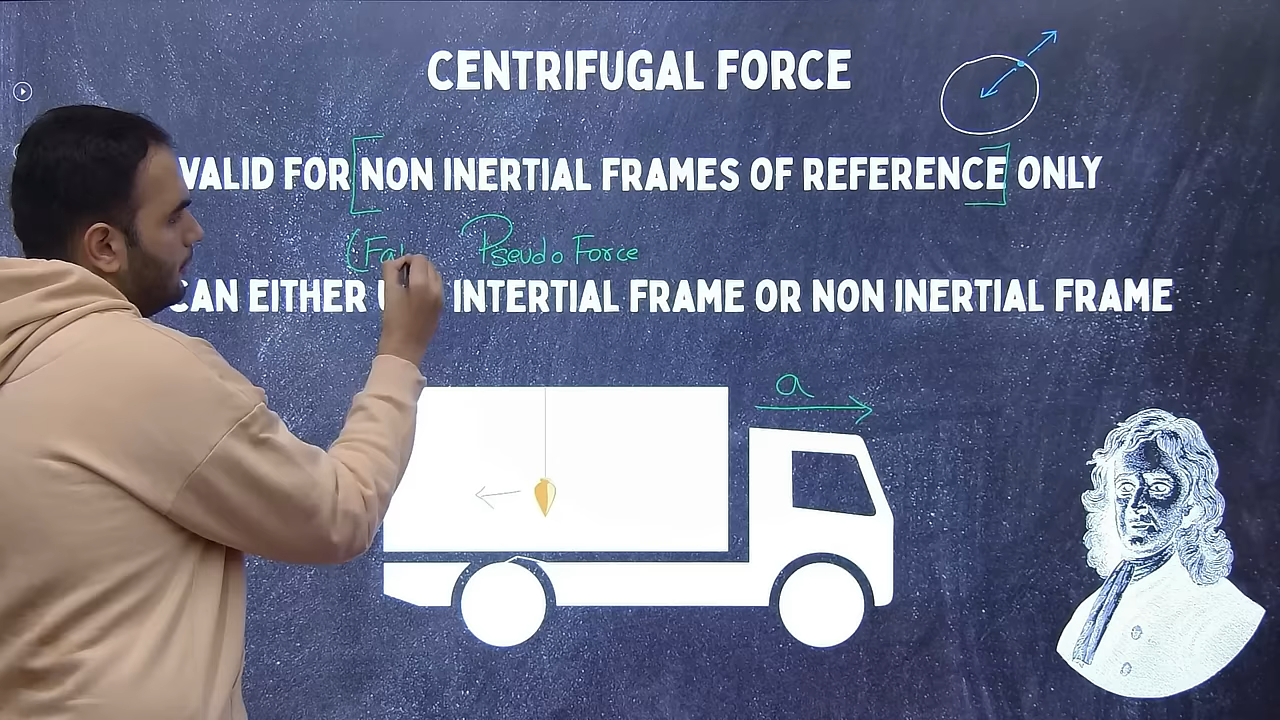 CENTRIFUGAL FORCE
VALID FOR NON INERTIAL FRAMES OF REFERENCE ONLY
Pseudo Force
CAN EITHER INTERTIAL FRAME OR NON INERTIAL FRAME
a